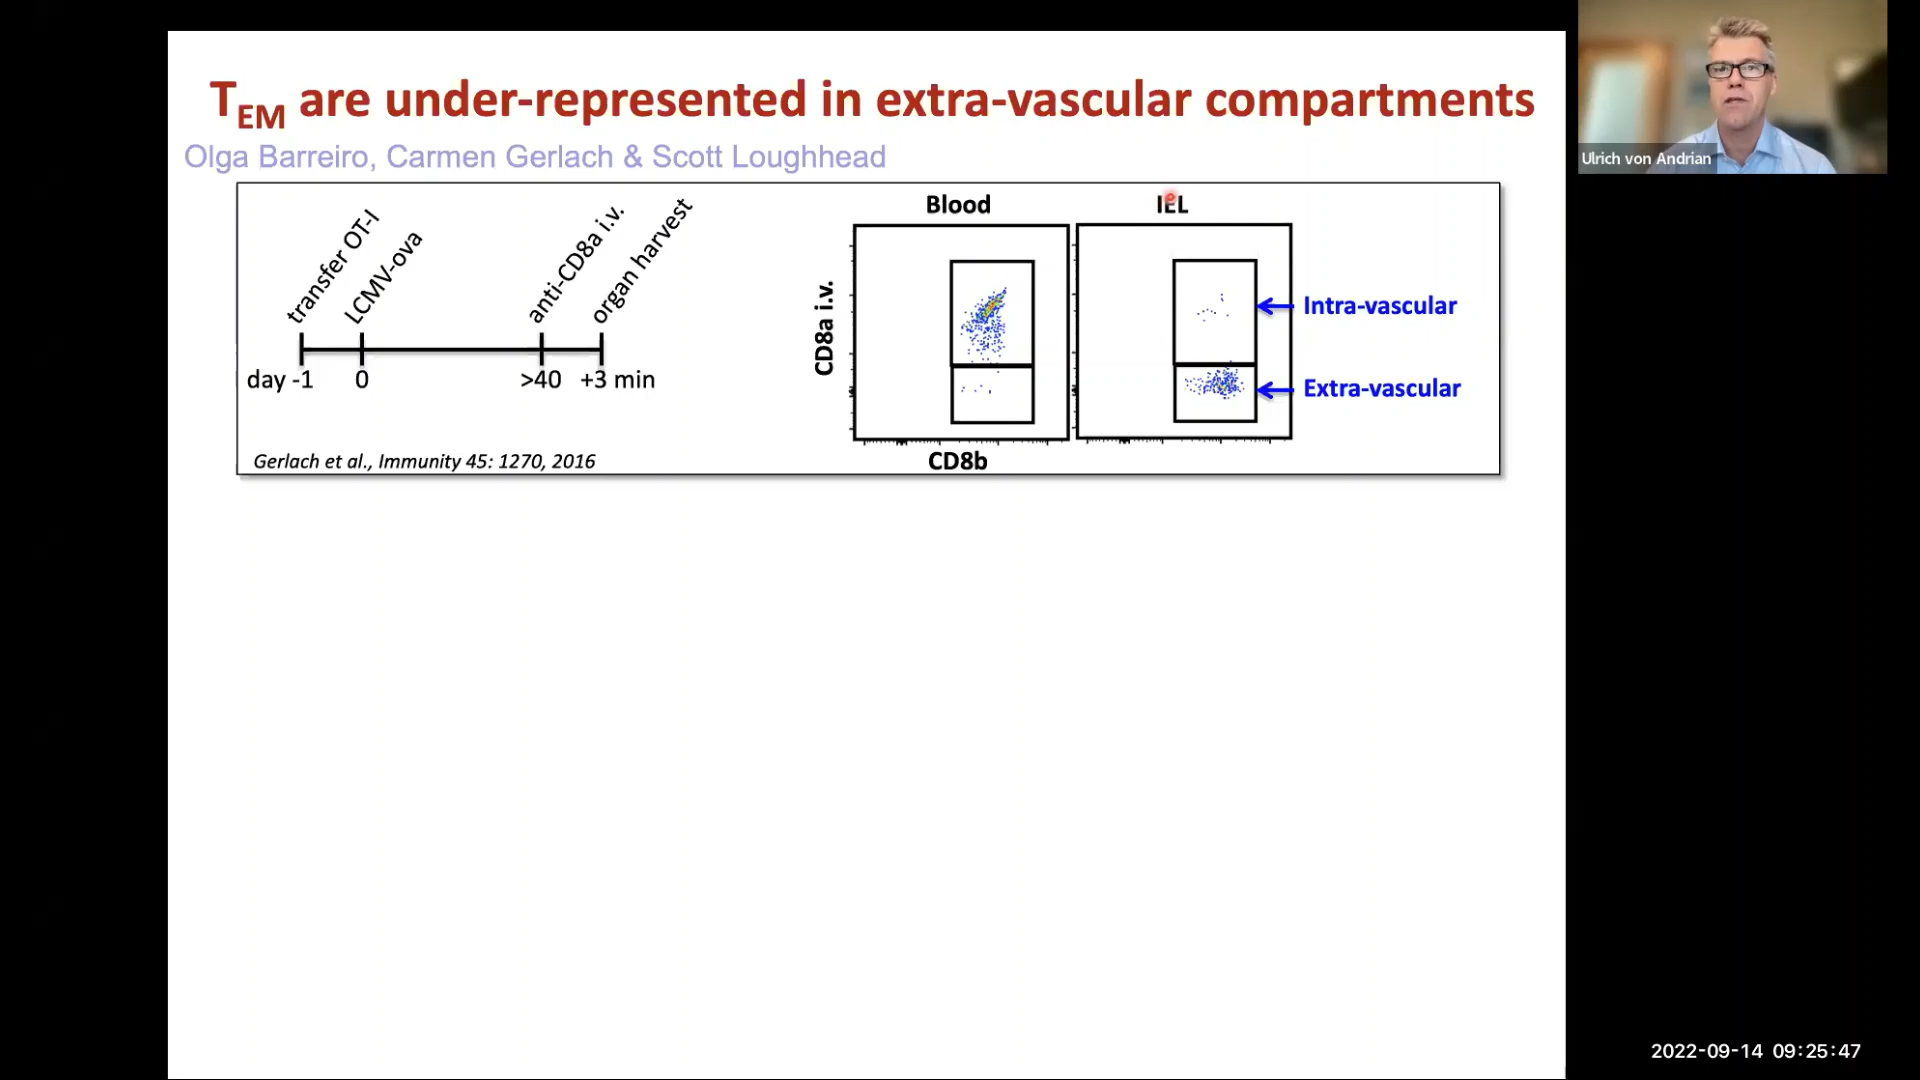 T_EM are under-represented in extra-vascular compartments
Olga Barreiro, Carmen Gerlach & Scott Loughhead
transfer OT-I
LCMV-ova
anti-CD8a i.v.
organ harvest
day -1
0
>40
+3 min
Gerlach et al., Immunity 45: 1270, 2016
Blood
IEL
CD8a i.v.
CD8b
Intra-vascular
Extra-vascular
Ulrich von Andrian
2022-09-14 09:25:47